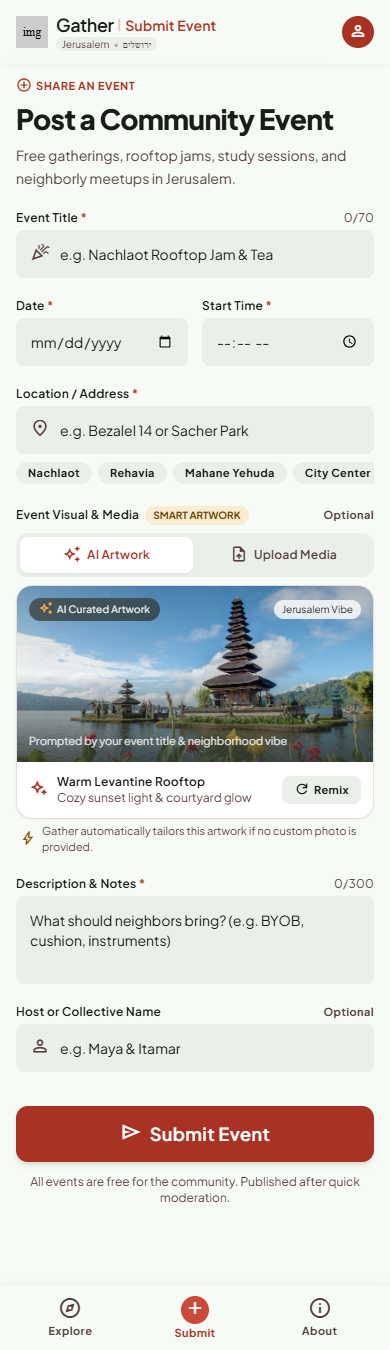 img
Gather | Submit Event
Jerusalem • ירושלים
SHARE AN EVENT
Post a Community Event
Free gatherings, rooftop jams, study sessions, and
neighborly meetups in Jerusalem.
Event Title * 0/70
e.g. Nachlaot Rooftop Jam & Tea
Date * Start Time *
mm/dd/yyyy --:-- --
Location / Address *
e.g. Bezalel 14 or Sacher Park
Nachlaot Rehavia Mahane Yehuda City Center
Event Visual & Media SMART ARTWORK Optional
AI Artwork Upload Media
AI Curated Artwork Jerusalem Vibe
Prompted by your event title & neighborhood vibe
Warm Levantine Rooftop
Cozy sunset light & courtyard glow
Remix
Gather automatically tailors this artwork if no custom photo is
provided.
Description & Notes * 0/300
What should neighbors bring? (e.g. BYOB,
cushion, instruments)
Host or Collective Name Optional
e.g. Maya & Itamar
Submit Event
All events are free for the community. Published after quick
moderation.
Explore Submit About